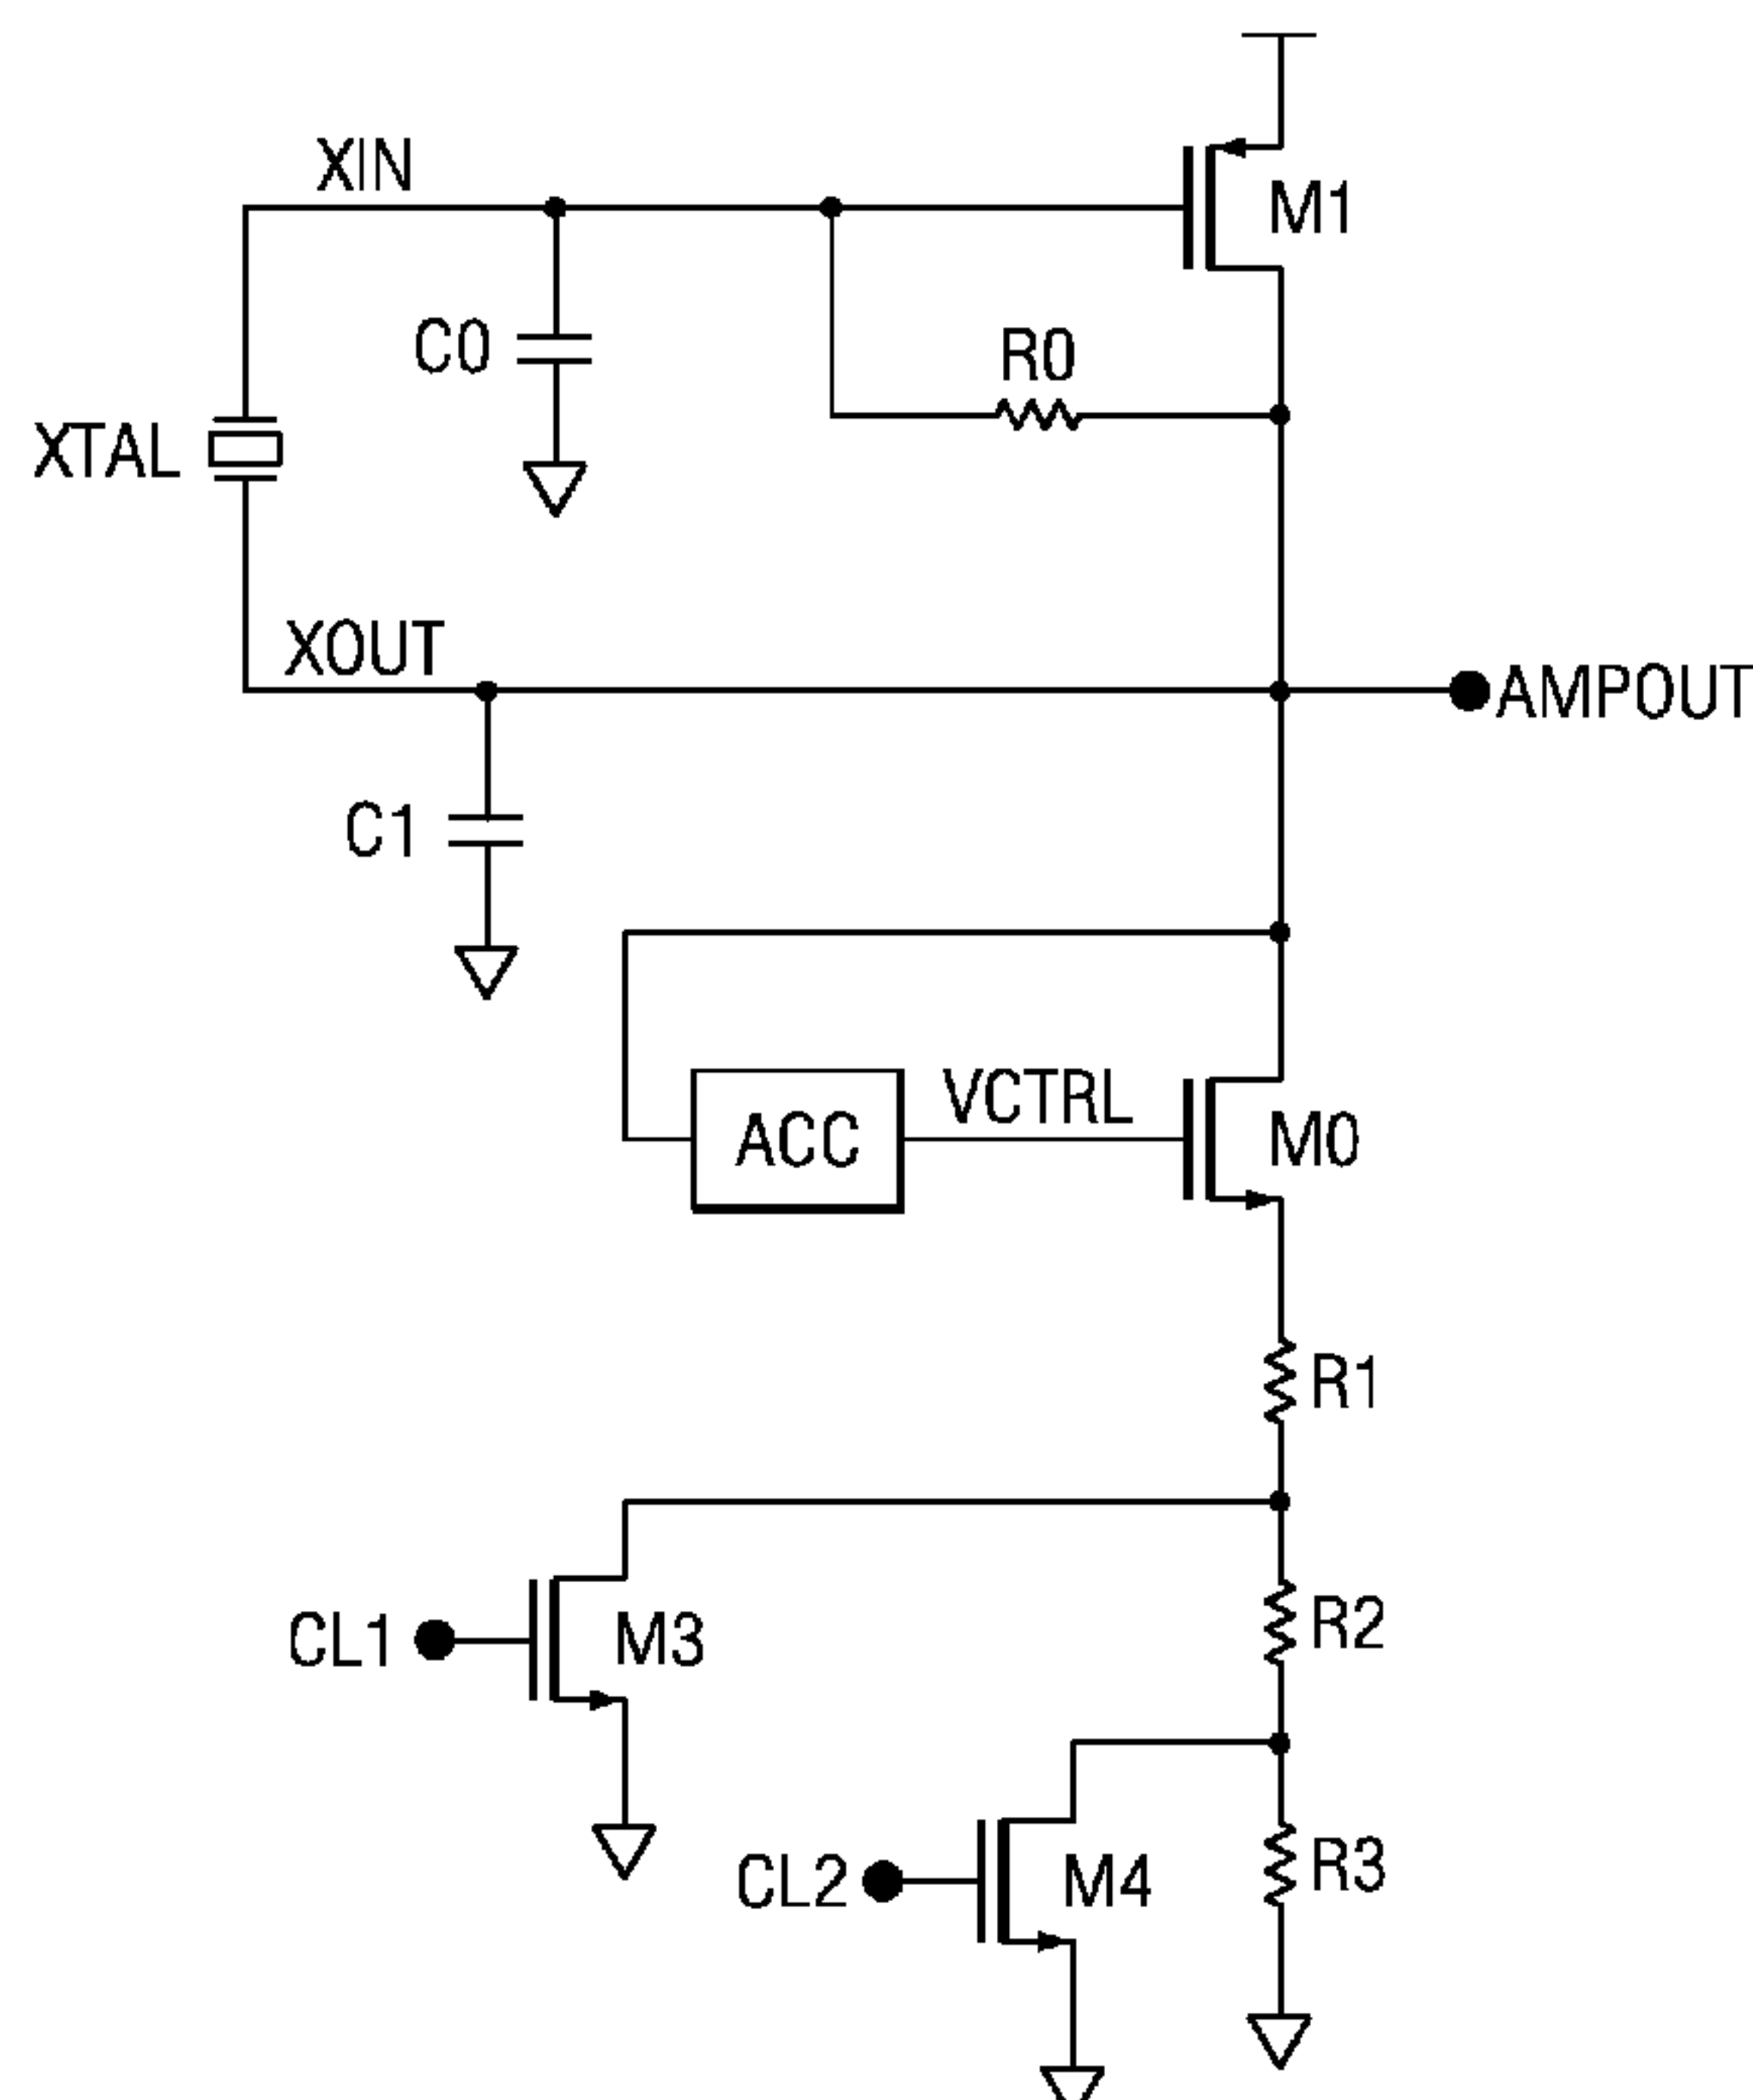 XIN
M1
C0
R0
XTAL
XOUT
AMPOUT
C1
VCTRL
ACC
M0
R1
CL1
M3
R2
CL2
M4
R3